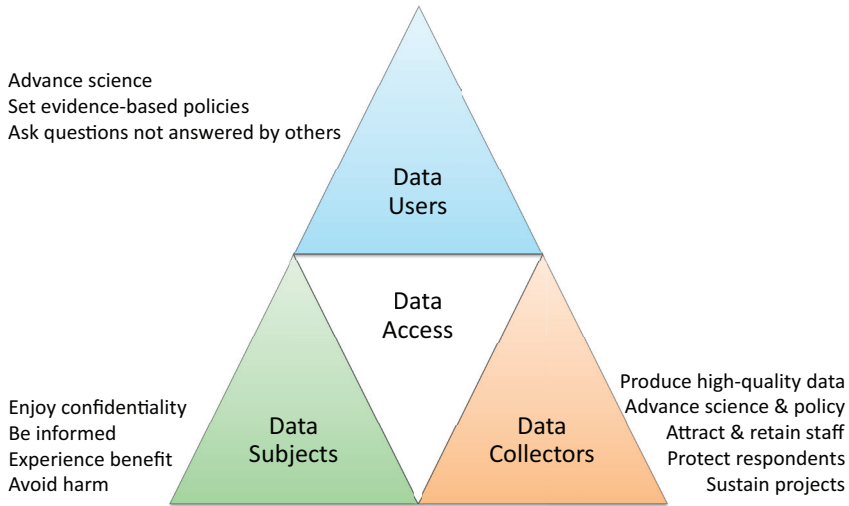 Advance science
Set evidence-based policies
Ask questions not answered by others
Data
Users
Data
Access
Enjoy confidentiality
Be informed
Experience benefit
Avoid harm
Data
Subjects
Data
Collectors
Produce high-quality data
Advance science & policy
Attract & retain staff
Protect respondents
Sustain projects